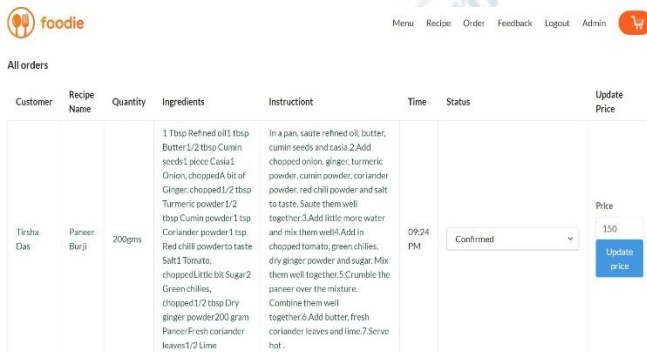 foodie
Menu Recipe Order Feedback Logout Admin
All orders
Customer
Recipe
Name
Quantity
Ingredients
Instructiont
Time
Status
Update
Price
Tirsha
Das
Paneer
Burji
200gms
1 Tbsp Refined oil1 tbsp
Butter1/2 tbsp Cumin
seeds1 piece Casia1
Onion, choppedA bit of
Ginger, chopped1/2 tbsp
Turmeric powder1/2
tbsp Cumin powder1 tsp
Coriander powder1 tsp
Red chilli powderto taste
Salt1 Tomato,
choppedLittle bit Sugar2
Green chilies,
chopped1/2 tbsp Dry
ginger powder200 gram
PaneerFresh coriander
leaves1/2 Lime
In a pan, saute refined oil, butter,
cumin seeds and casia.2.Add
chopped onion, ginger, turmeric
powder, cumin powder, coriander
powder, red chili powder and salt
to taste. Saute them well
together.3.Add little more water
and mix them well4.Add in
chopped tomato, green chilies,
dry ginger powder and sugar. Mix
them well together.5.Crumble the
paneer over the mixture.
Combine them well
together.6.Add butter, fresh
coriander leaves and lime.7.Serve
hot .
09:24
PM
Confirmed
Price
150
Update
price